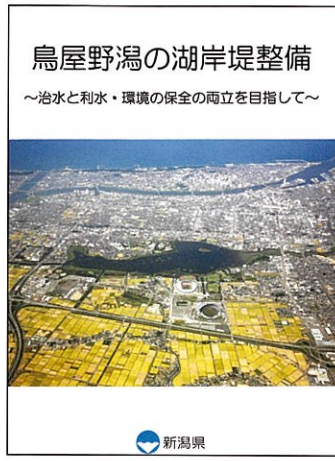 鳥屋野潟の湖岸堤整備
～治水と利水・環境の保全の両立を目指して～
新潟県